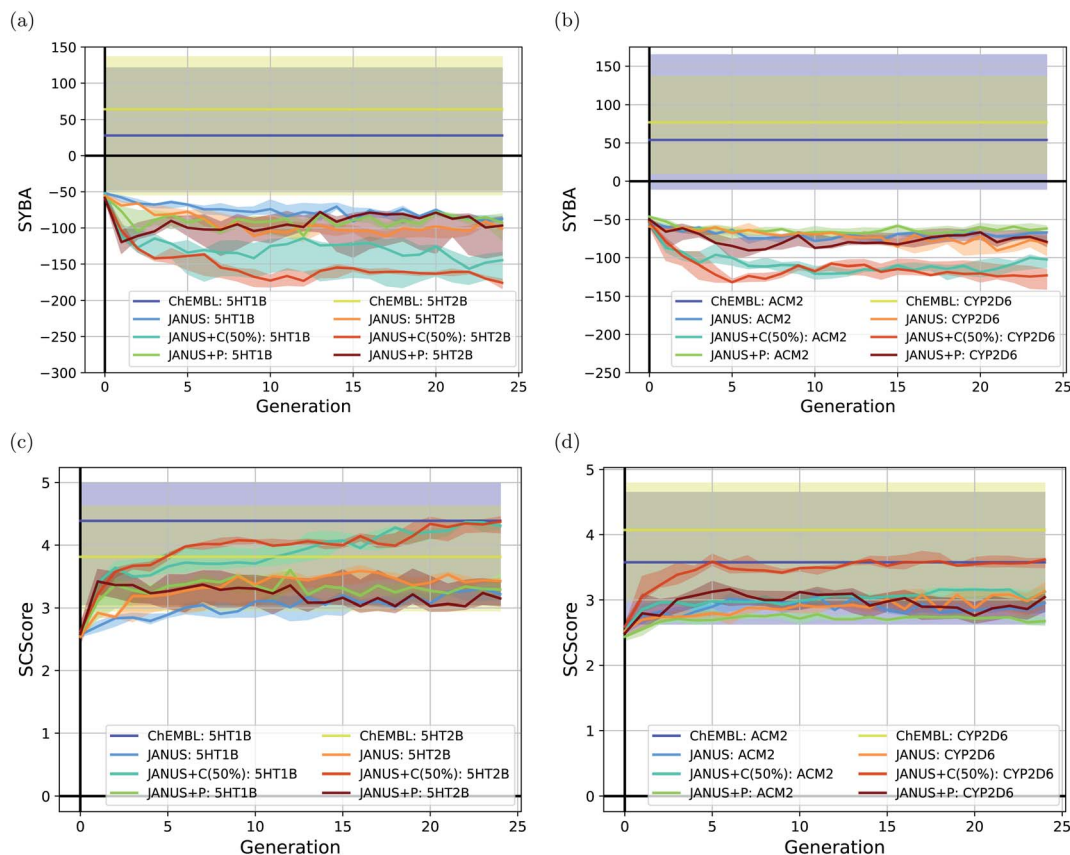 (a)
150
100
50
0
−50
−100
−150
−200
−250
−300
SYBA
ChEMBL: 5HT1B
JANUS: 5HT1B
JANUS+C(50%): 5HT1B
JANUS+P: 5HT1B
ChEMBL: 5HT2B
JANUS: 5HT2B
JANUS+C(50%): 5HT2B
JANUS+P: 5HT2B
0 5 10 15 20 25
Generation
(b)
150
100
50
0
−50
−100
−150
−200
−250
SYBA
ChEMBL: ACM2
JANUS: ACM2
JANUS+C(50%): ACM2
JANUS+P: ACM2
ChEMBL: CYP2D6
JANUS: CYP2D6
JANUS+C(50%): CYP2D6
JANUS+P: CYP2D6
0 5 10 15 20 25
Generation
(c)
5
4
3
2
1
0
SCScore
ChEMBL: 5HT1B
JANUS: 5HT1B
JANUS+C(50%): 5HT1B
JANUS+P: 5HT1B
ChEMBL: 5HT2B
JANUS: 5HT2B
JANUS+C(50%): 5HT2B
JANUS+P: 5HT2B
0 5 10 15 20 25
Generation
(d)
5
4
3
2
1
0
SCScore
ChEMBL: ACM2
JANUS: ACM2
JANUS+C(50%): ACM2
JANUS+P: ACM2
ChEMBL: CYP2D6
JANUS: CYP2D6
JANUS+C(50%): CYP2D6
JANUS+P: CYP2D6
0 5 10 15 20 25
Generation